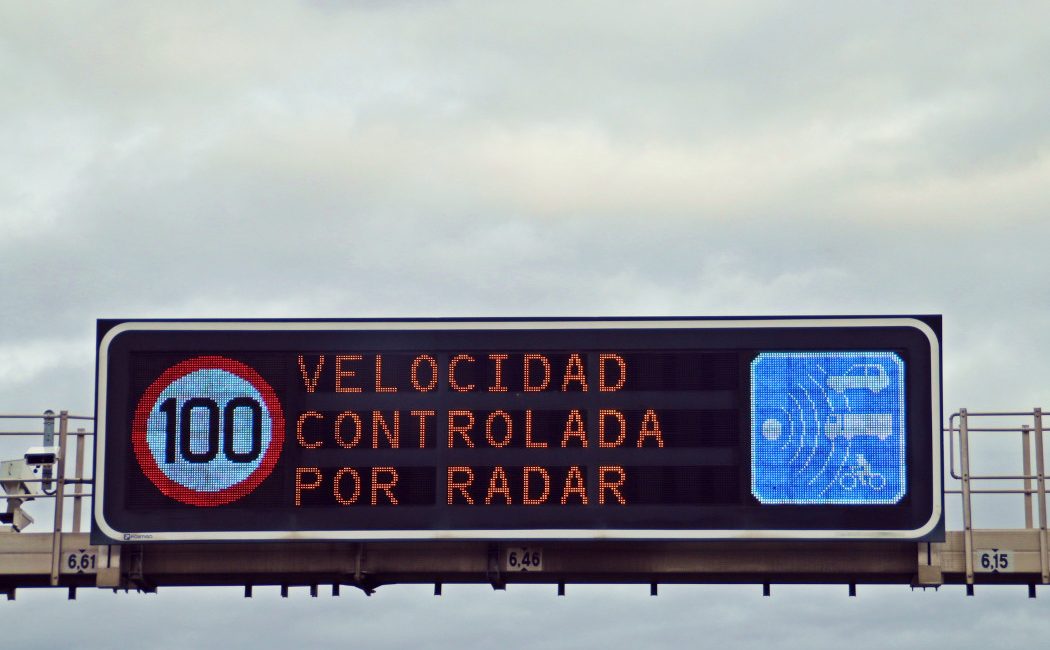 100
VELOCIDAD
CONTROLADA
POR RADAR
6,61
6,46
6,15